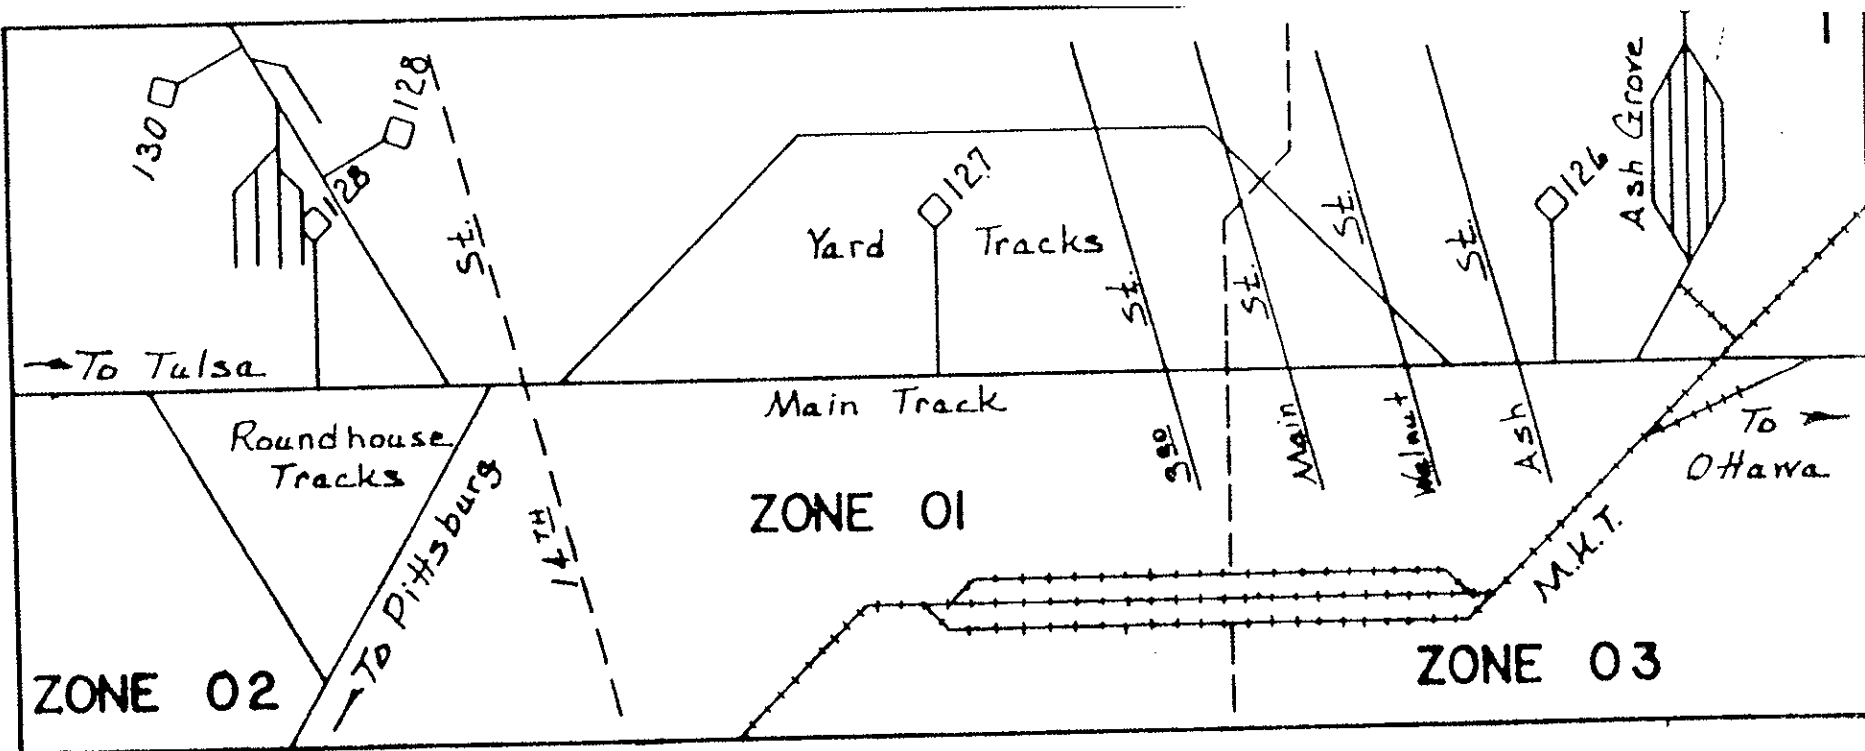 130
128
128
St.
To Tulsa
Roundhouse
Tracks
To Pittsburg
14TH
ZONE 02
127
Yard Tracks
Main Track
ZONE 01
St.
St.
St.
St.
Main
Walnut
Ash
126
Ash Grove
1
To
Ottawa
M.K.T.
ZONE 03